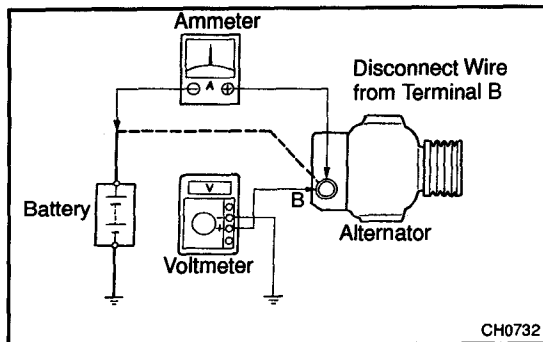 Ammeter
Disconnect Wire
from Terminal B
A
V
Battery
B
Alternator
Voltmeter
CH0732